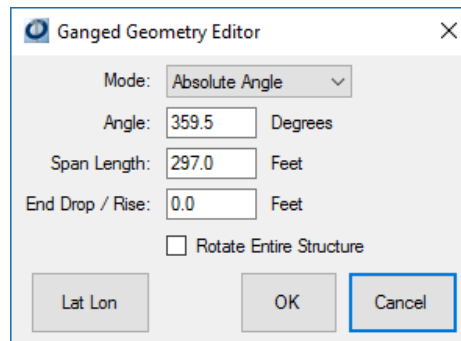 Ganged Geometry Editor
Mode: Absolute Angle
Angle: 359.5 Degrees
Span Length: 297.0 Feet
End Drop / Rise: 0.0 Feet
Rotate Entire Structure
Lat Lon OK Cancel